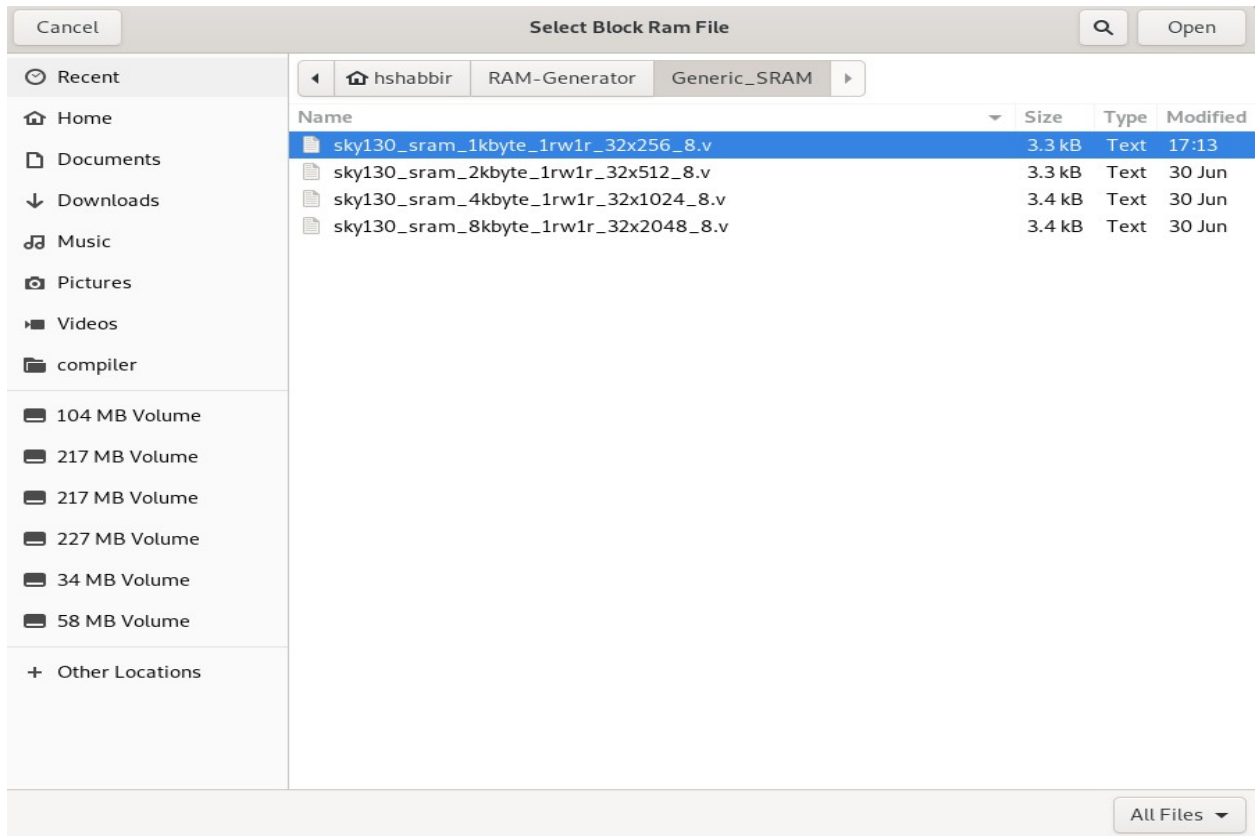 Cancel Select Block Ram File Open
Recent
Home
Documents
Downloads
Music
Pictures
Videos
compiler
104 MB Volume
217 MB Volume
217 MB Volume
227 MB Volume
34 MB Volume
58 MB Volume
+ Other Locations
hshabbir RAM-Generator Generic_SRAM
Name Size Type Modified
sky130_sram_1kbyte_1rw1r_32x256_8.v 3.3 kB Text 17:13
sky130_sram_2kbyte_1rw1r_32x512_8.v 3.3 kB Text 30 Jun
sky130_sram_4kbyte_1rw1r_32x1024_8.v 3.4 kB Text 30 Jun
sky130_sram_8kbyte_1rw1r_32x2048_8.v 3.4 kB Text 30 Jun
All Files